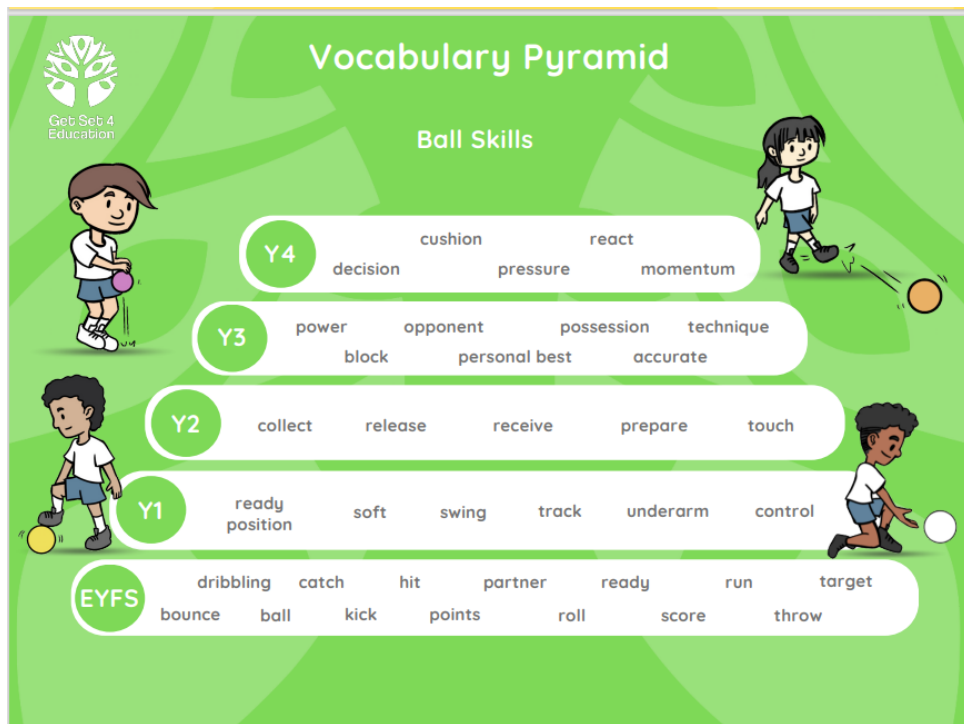 Vocabulary Pyramid
Get Set 4
Education
Ball Skills
Y4
cushion react
decision pressure momentum
Y3
power opponent possession technique
block personal best accurate
Y2
collect release receive prepare touch
Y1
ready
position soft swing track underarm control
EYFS
dribbling catch hit partner ready run target
bounce ball kick points roll score throw